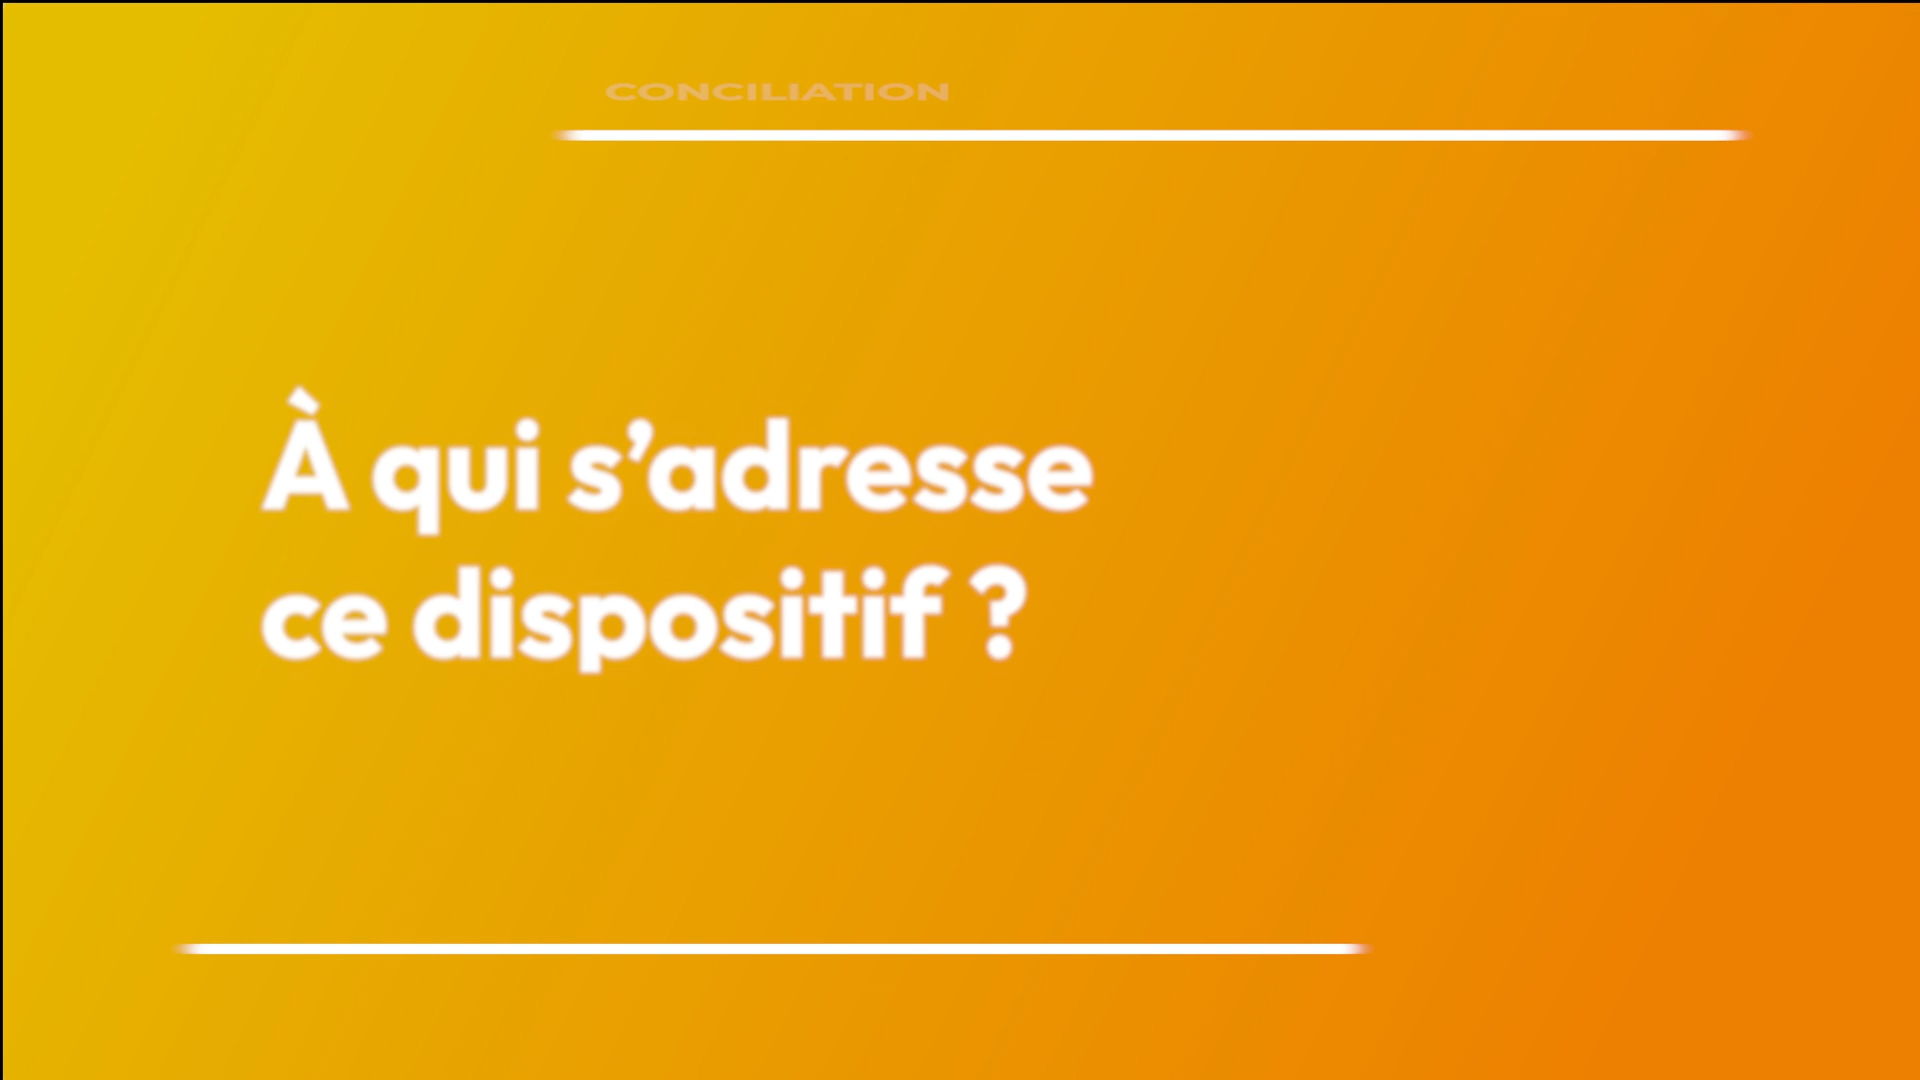 CONCILIATION
À qui s’adresse
ce dispositif ?